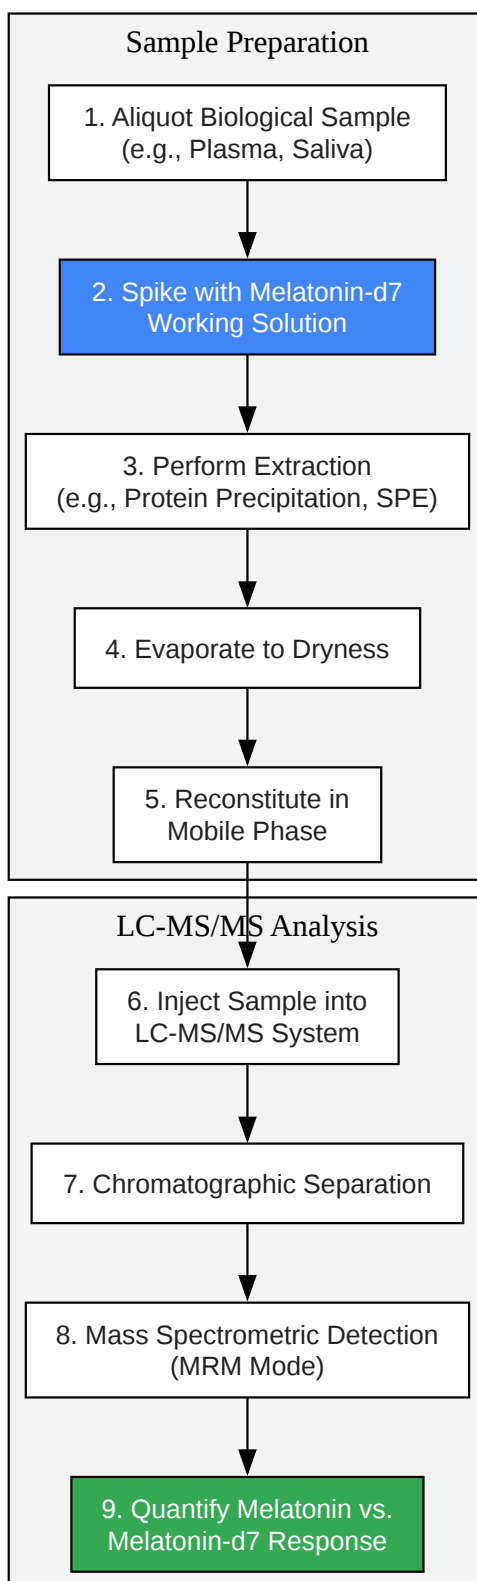 Sample Preparation
1. Aliquot Biological Sample
(e.g., Plasma, Saliva)
2. Spike with Melatonin-d7
Working Solution
3. Perform Extraction
(e.g., Protein Precipitation, SPE)
4. Evaporate to Dryness
5. Reconstitute in
Mobile Phase
LC-MS/MS Analysis
6. Inject Sample into
LC-MS/MS System
7. Chromatographic Separation
8. Mass Spectrometric Detection
(MRM Mode)
9. Quantify Melatonin vs.
Melatonin-d7 Response